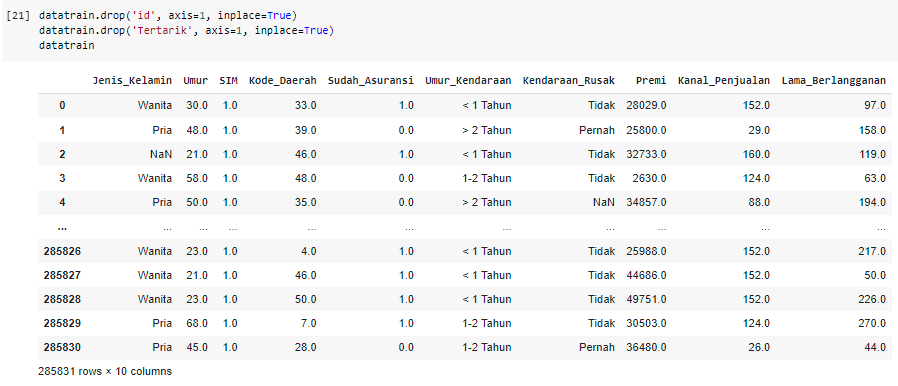 [21] datatrain.drop('id', axis=1, inplace=True)
datatrain.drop('Tertarik', axis=1, inplace=True)
datatrain
Jenis_Kelamin Umur SIM Kode_Daerah Sudah_Asuransi Umur_Kendaraan Kendaraan_Rusak Premi Kanal_Penjualan Lama_Berlangganan
0 Wanita 30.0 1.0 33.0 1.0 < 1 Tahun Tidak 28029.0 152.0 97.0
1 Pria 48.0 1.0 39.0 0.0 > 2 Tahun Pernah 25800.0 29.0 158.0
2 NaN 21.0 1.0 46.0 1.0 < 1 Tahun Tidak 32733.0 160.0 119.0
3 Wanita 58.0 1.0 48.0 0.0 1-2 Tahun Tidak 2630.0 124.0 63.0
4 Pria 50.0 1.0 35.0 0.0 > 2 Tahun NaN 34857.0 88.0 194.0
... ... ... ... ... ... ... ... ... ... ...
285826 Wanita 23.0 1.0 4.0 1.0 < 1 Tahun Tidak 25988.0 152.0 217.0
285827 Wanita 21.0 1.0 46.0 1.0 < 1 Tahun Tidak 44686.0 152.0 50.0
285828 Wanita 23.0 1.0 50.0 1.0 < 1 Tahun Tidak 49751.0 152.0 226.0
285829 Pria 68.0 1.0 7.0 1.0 1-2 Tahun Tidak 30503.0 124.0 270.0
285830 Pria 45.0 1.0 28.0 0.0 1-2 Tahun Pernah 36480.0 26.0 44.0
285831 rows × 10 columns